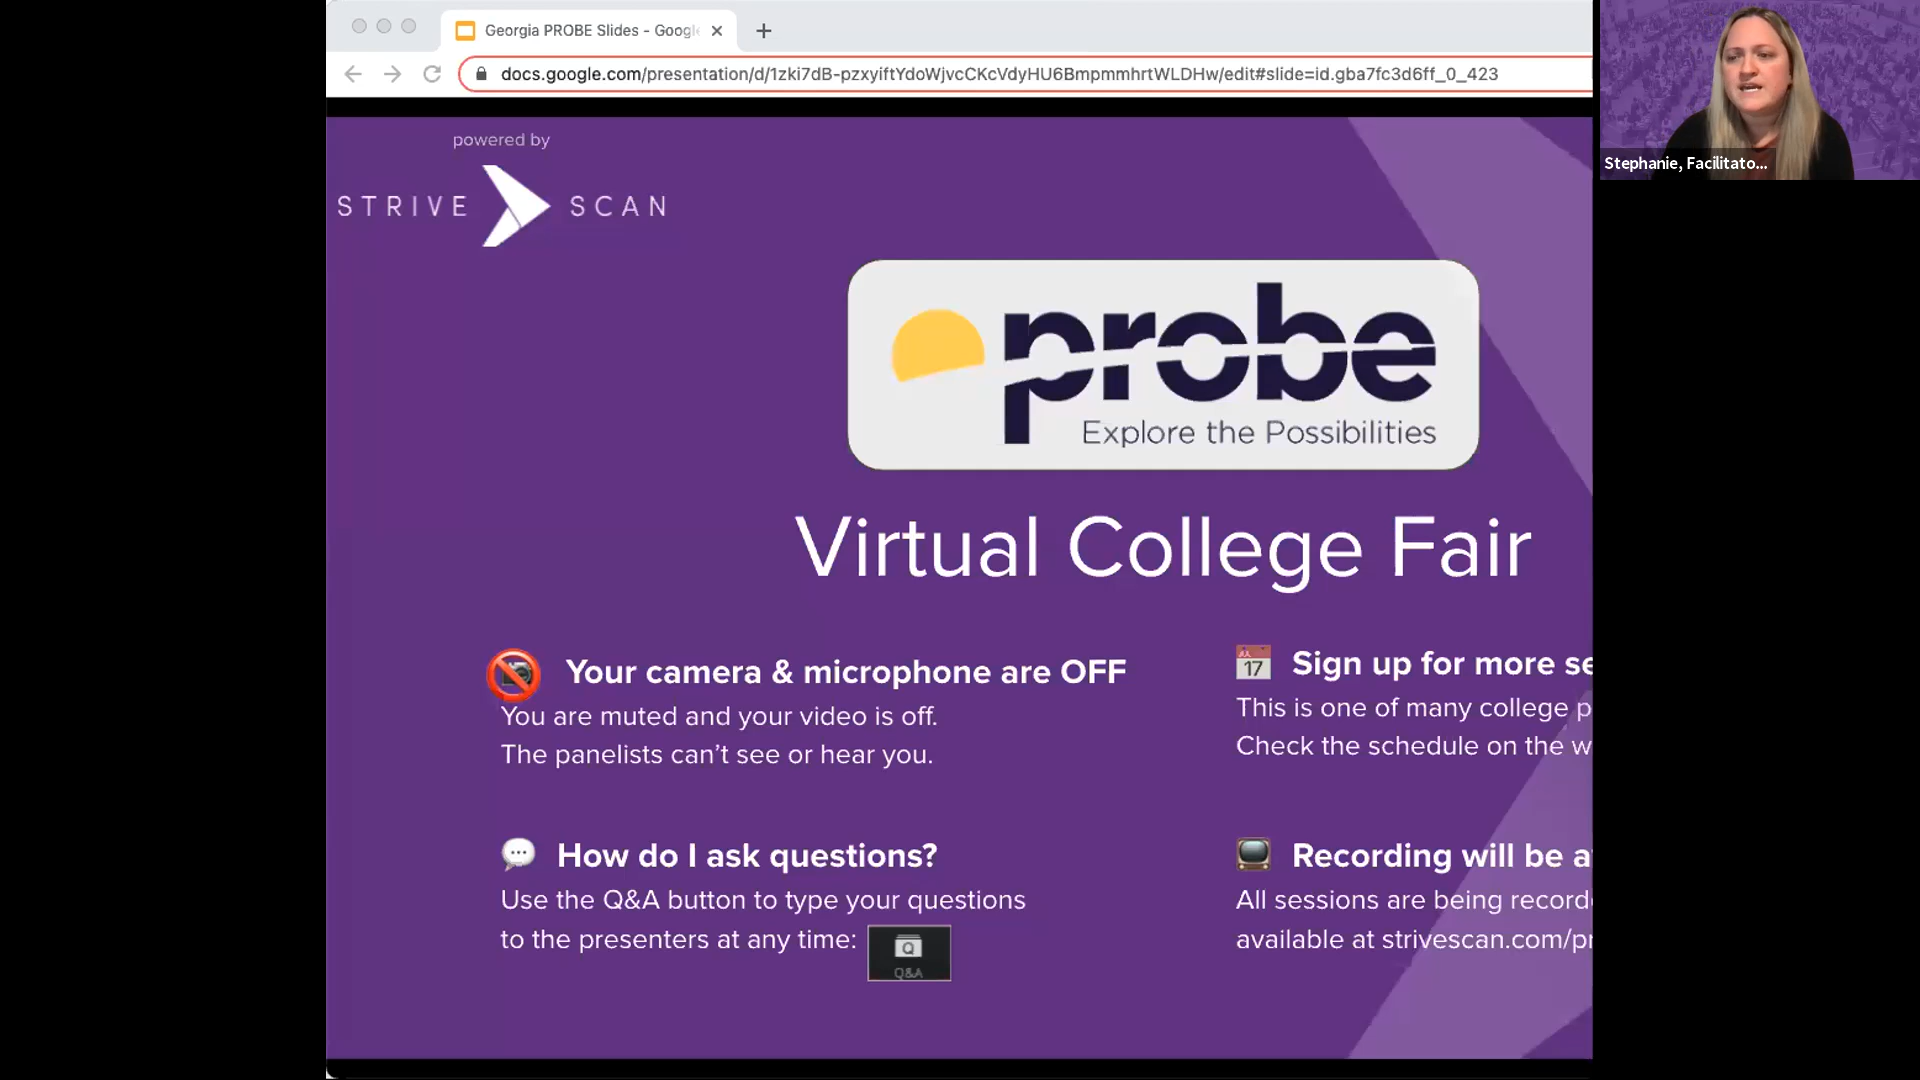 Georgia PROBE Slides - Googl
docs.google.com/presentation/d/1zki7dB-pzxyiftYdoWjvcCKcVdyHU6BmpmmhrtWLDHw/edit#slide=id.gba7fc3d6ff_0_423
Stephanie, Facilitato...
powered by
STRIVE SCAN
probe
Explore the Possibilities
Virtual College Fair
Your camera & microphone are OFF
You are muted and your video is off.
The panelists can’t see or hear you.
17 Sign up for more se
This is one of many college p
Check the schedule on the w
How do I ask questions?
Use the Q&A button to type your questions
to the presenters at any time:
Q
Q&A
Recording will be a
All sessions are being record
available at strivescan.com/pr